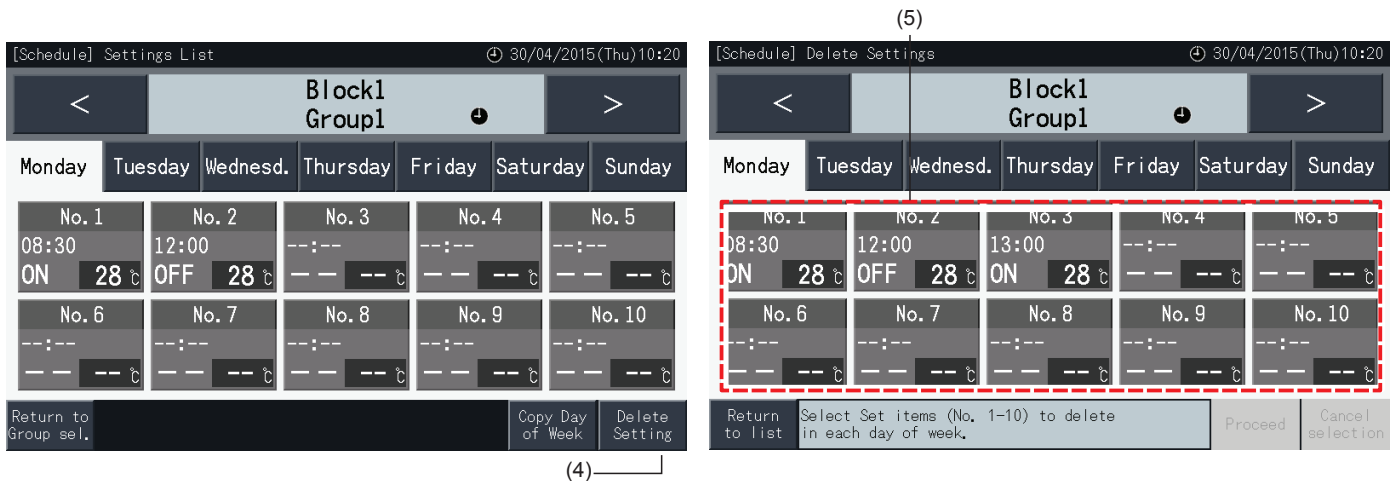 (5)
[Schedule] Settings List 30/04/2015(Thu)10:20
< Block1 >
Group1
Monday Tuesday Wednesd. Thursday Friday Saturday Sunday
No. 1 No. 2 No. 3 No. 4 No. 5
08:30 12:00 --:-- --:-- --:--
ON 28 ℃ OFF 28 ℃ -- -- ℃ -- -- ℃ -- -- ℃
No. 6 No. 7 No. 8 No. 9 No. 10
--:-- --:-- --:-- --:-- --:--
-- -- ℃ -- -- ℃ -- -- ℃ -- -- ℃ -- -- ℃
Return to Copy Day Delete
Group sel. of Week Setting
(4)
[Schedule] Delete Settings 30/04/2015(Thu)10:20
< Block1 >
Group1
Monday Tuesday Wednesd. Thursday Friday Saturday Sunday
No. 1 No. 2 No. 3 No. 4 No. 5
08:30 12:00 13:00 --:-- --:--
ON 28 ℃ OFF 28 ℃ ON 28 ℃ -- -- ℃ -- -- ℃
No. 6 No. 7 No. 8 No. 9 No. 10
--:-- --:-- --:-- --:-- --:--
-- -- ℃ -- -- ℃ -- -- ℃ -- -- ℃ -- -- ℃
Return Select Set items (No. 1-10) to delete Proceed Cancel
to list in each day of week. selection